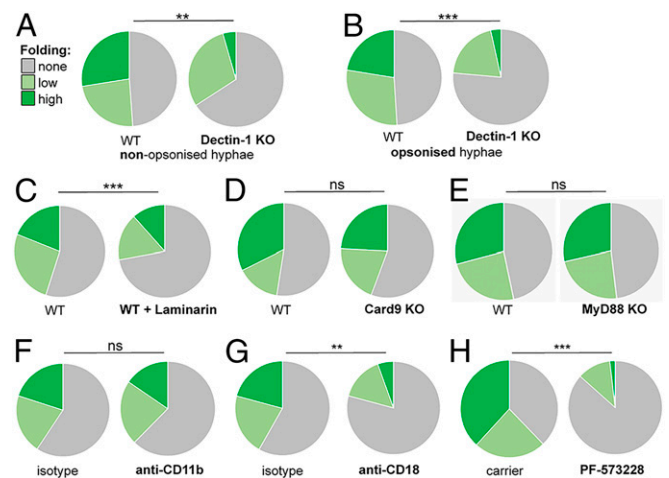 A
**
B
***
Folding:
none
low
high
WT
Dectin-1 KO
non-opsonised hyphae
WT
Dectin-1 KO
opsonised hyphae
C
***
D
ns
E
ns
WT
WT + Laminarin
WT
Card9 KO
WT
MyD88 KO
F
ns
G
**
H
***
isotype
anti-CD11b
isotype
anti-CD18
carrier
PF-573228